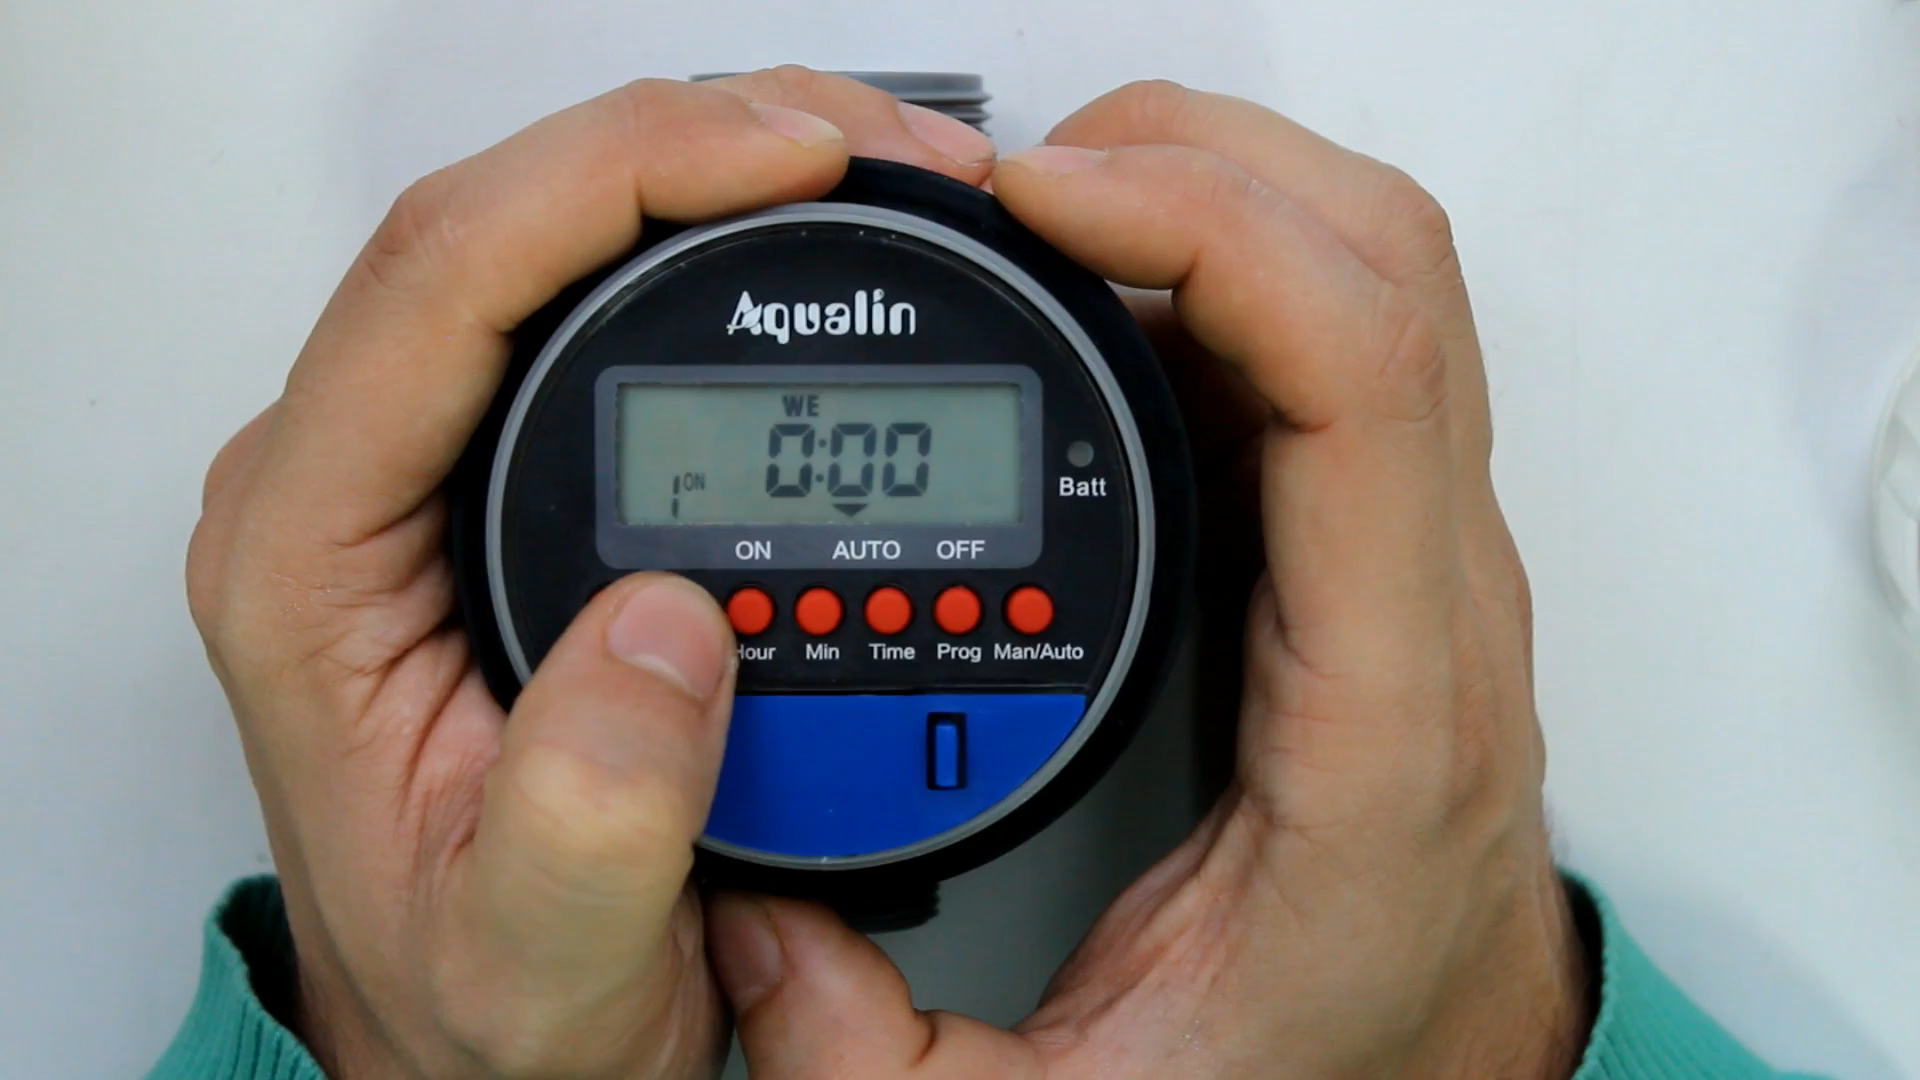 Aqualin
WE
0:00
1 ON
Batt
ON AUTO OFF
Hour Min Time Prog Man/Auto